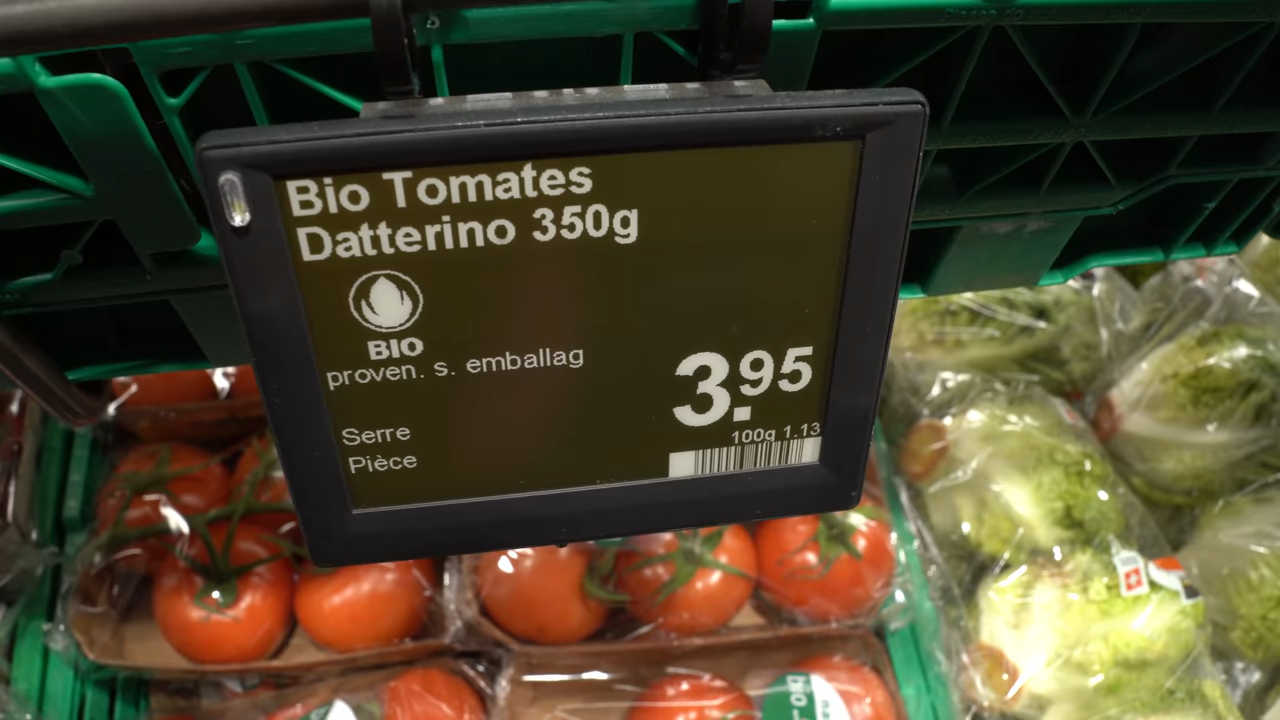 Bio Tomates
Datterino 350g
BIO
proven. s. emballag
3.95
100g 1.13
Serre
Pièce